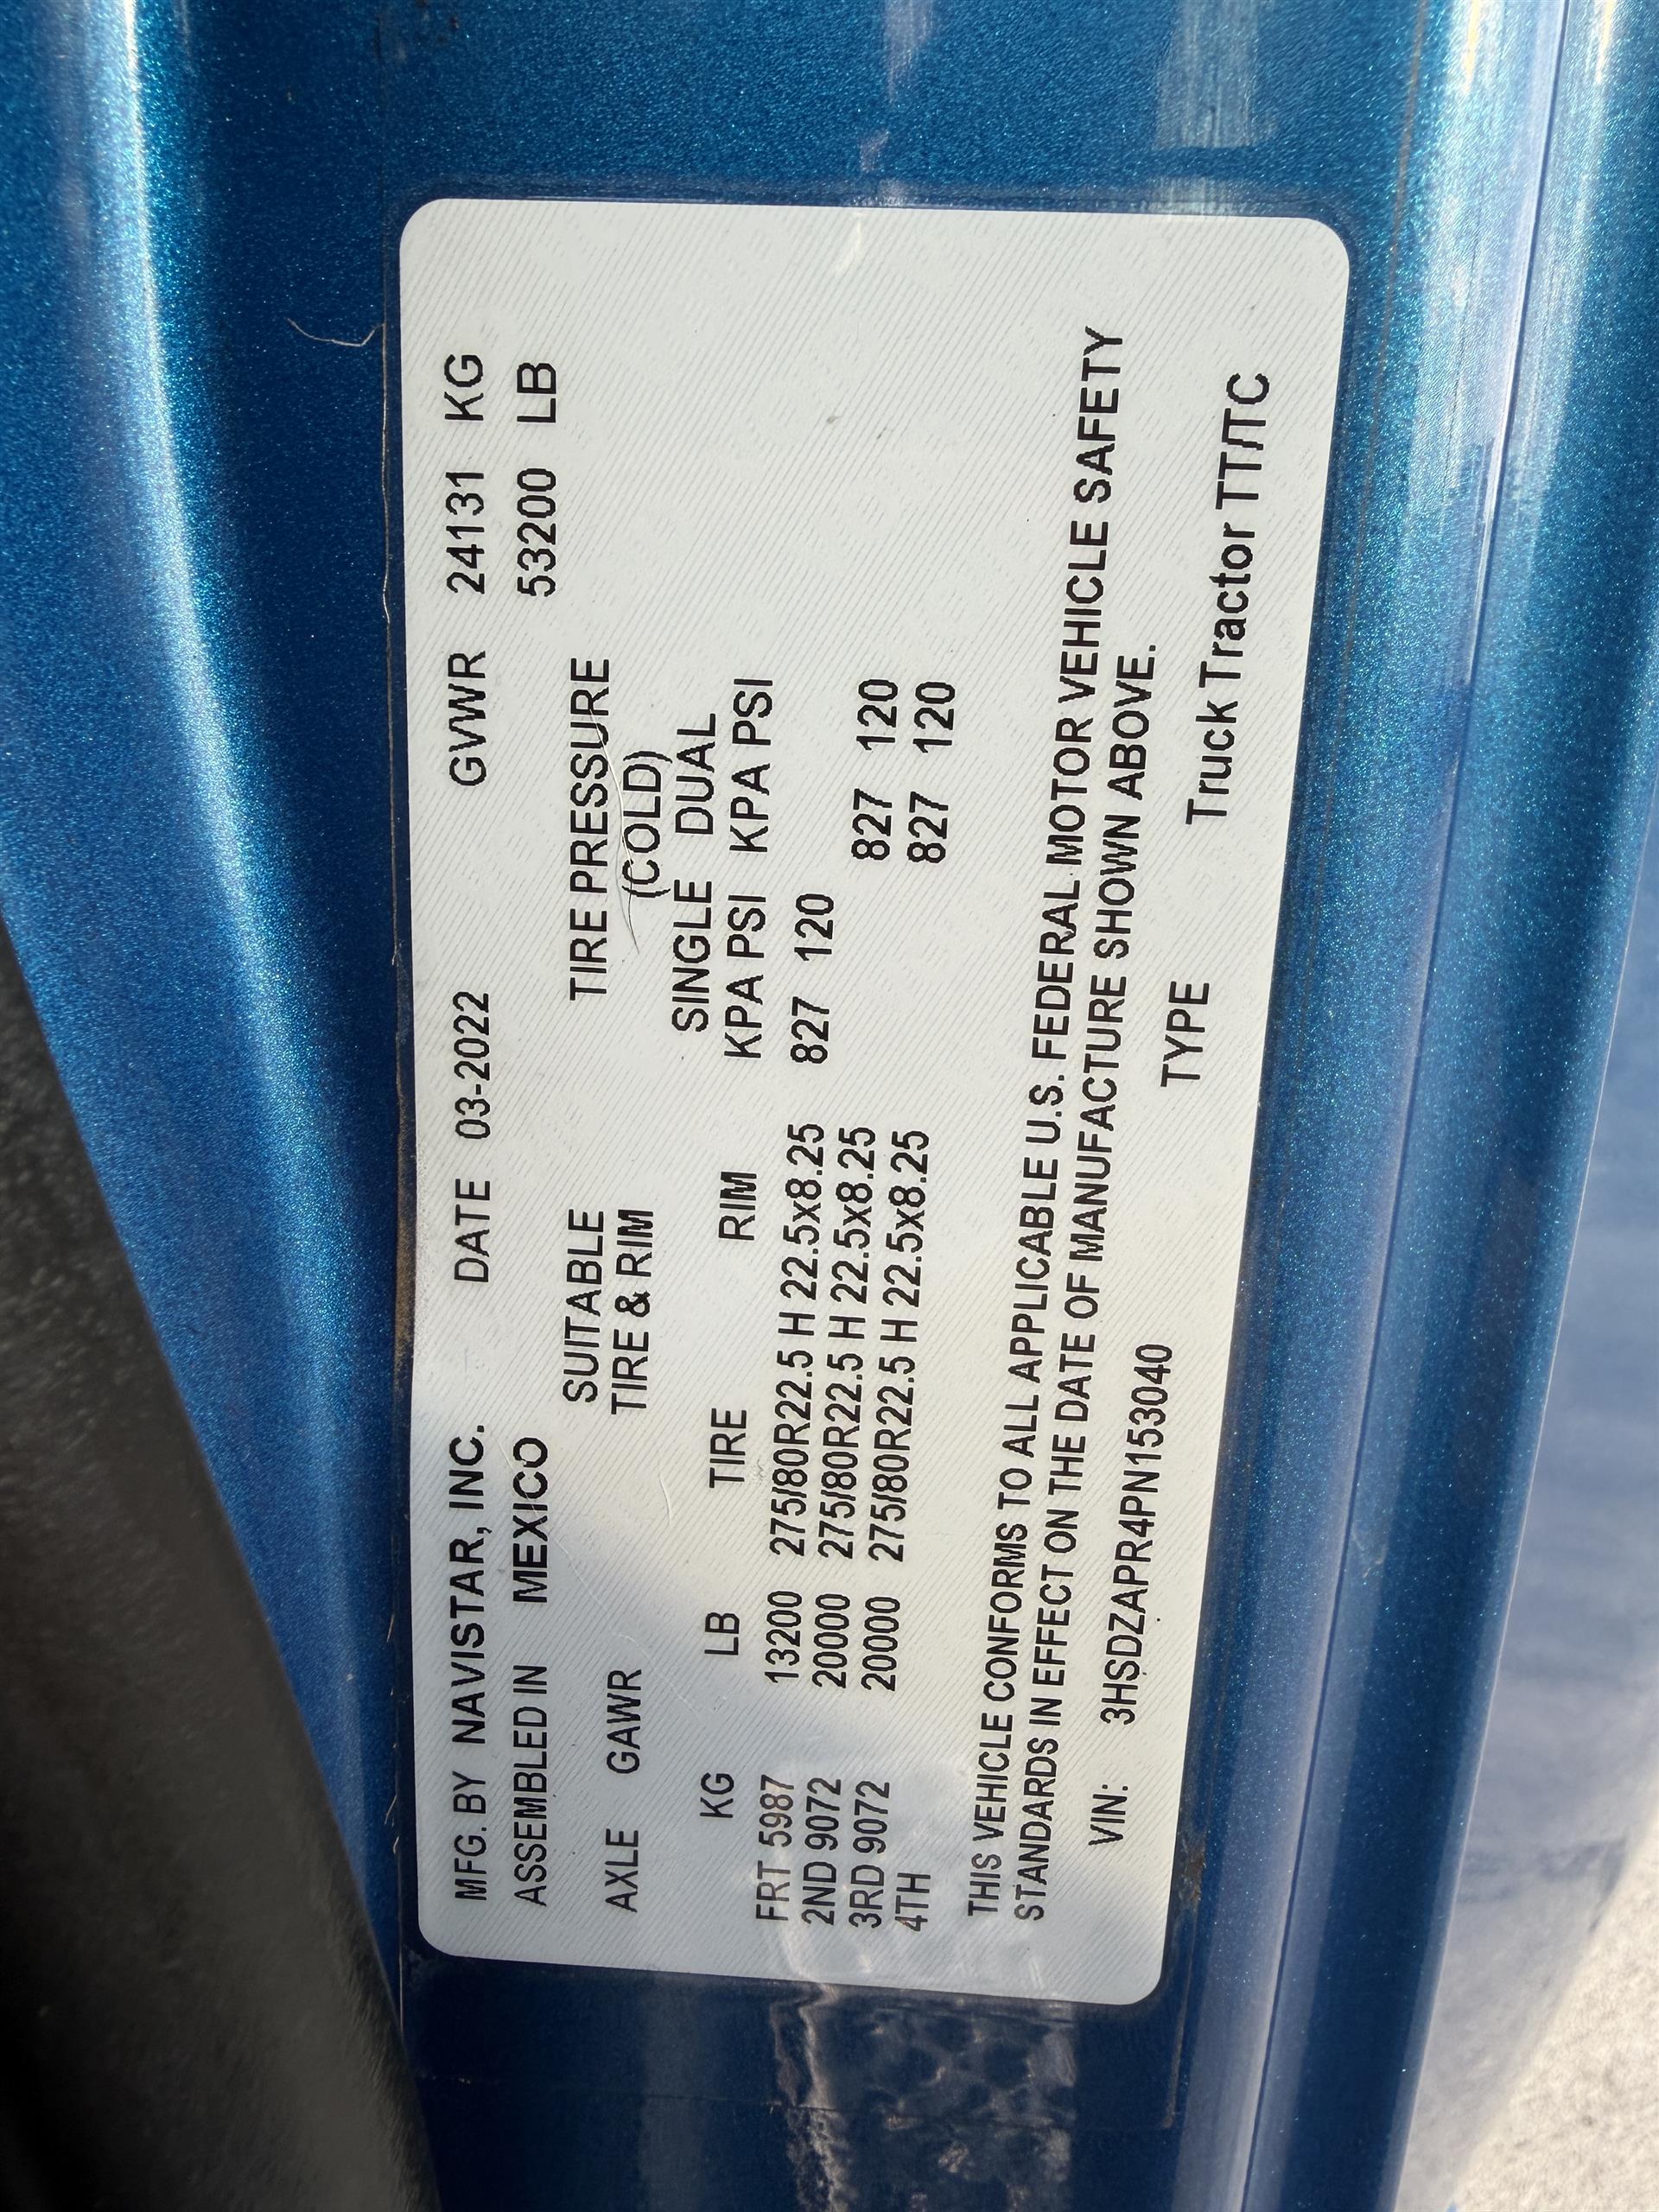 MFG. BY NAVISTAR, INC. DATE 03-2022 GVWR 24131 KG
ASSEMBLED IN MEXICO 53200 LB
SUITABLE TIRE PRESSURE
AXLE GAWR TIRE & RIM (COLD)
SINGLE DUAL
KG LB TIRE RIM KPA PSI KPA PSI
FRT 5987 13200 275/80R22.5 H 22.5x8.25 827 120
2ND 9072 20000 275/80R22.5 H 22.5x8.25 827 120
3RD 9072 20000 275/80R22.5 H 22.5x8.25 827 120
4TH
THIS VEHICLE CONFORMS TO ALL APPLICABLE U.S. FEDERAL MOTOR VEHICLE SAFETY
STANDARDS IN EFFECT ON THE DATE OF MANUFACTURE SHOWN ABOVE.
VIN: 3HSDZAPR4PN153040 TYPE Truck Tractor TT/TC